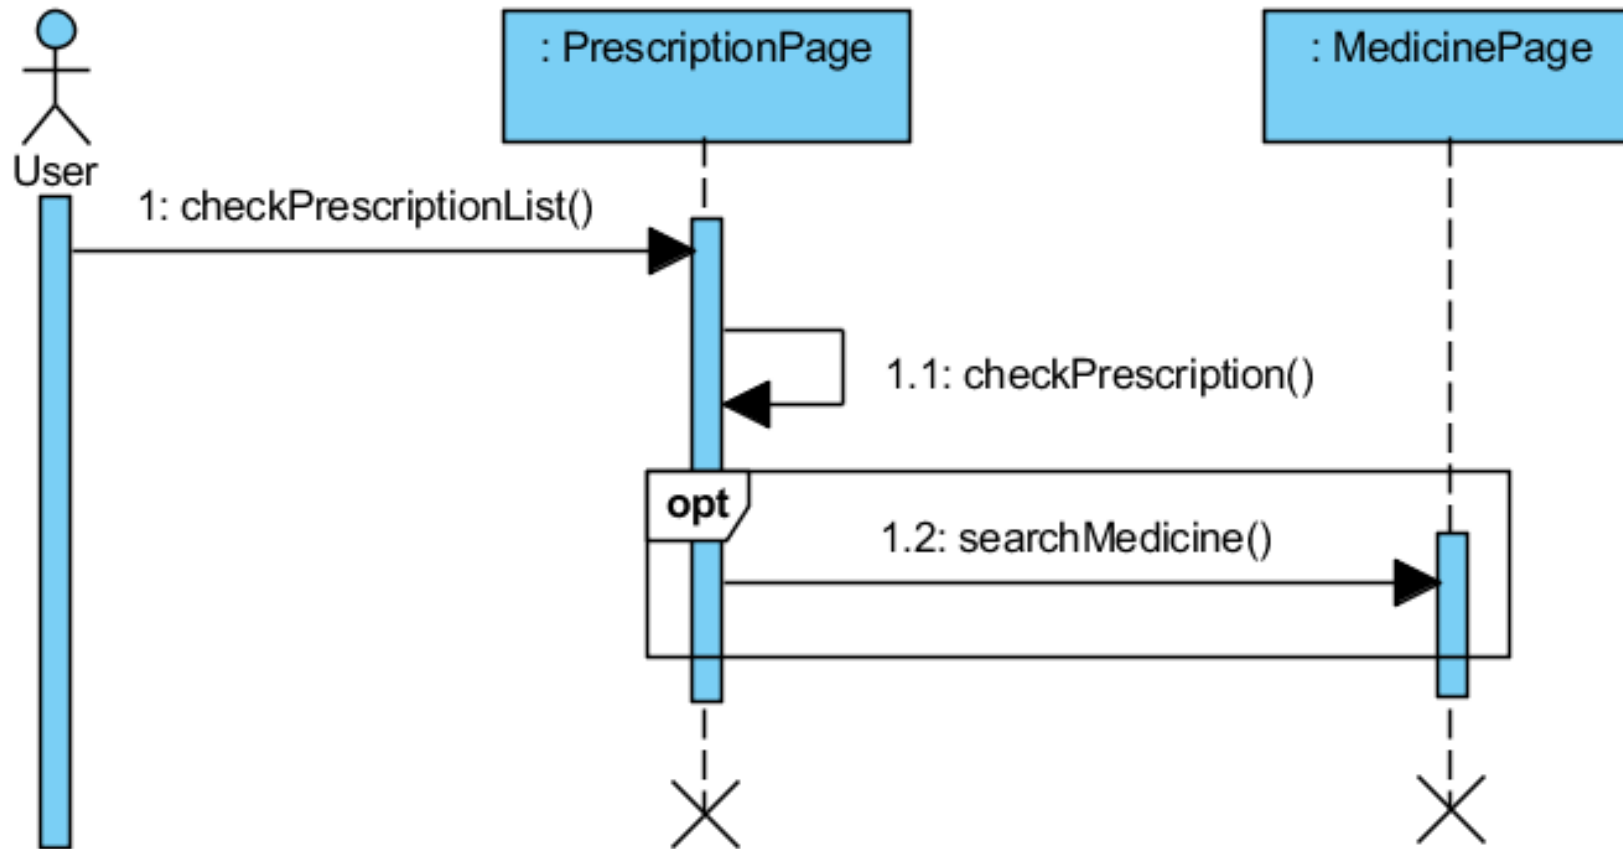 : PrescriptionPage
: MedicinePage
User
1: checkPrescriptionList()
1.1: checkPrescription()
opt
1.2: searchMedicine()